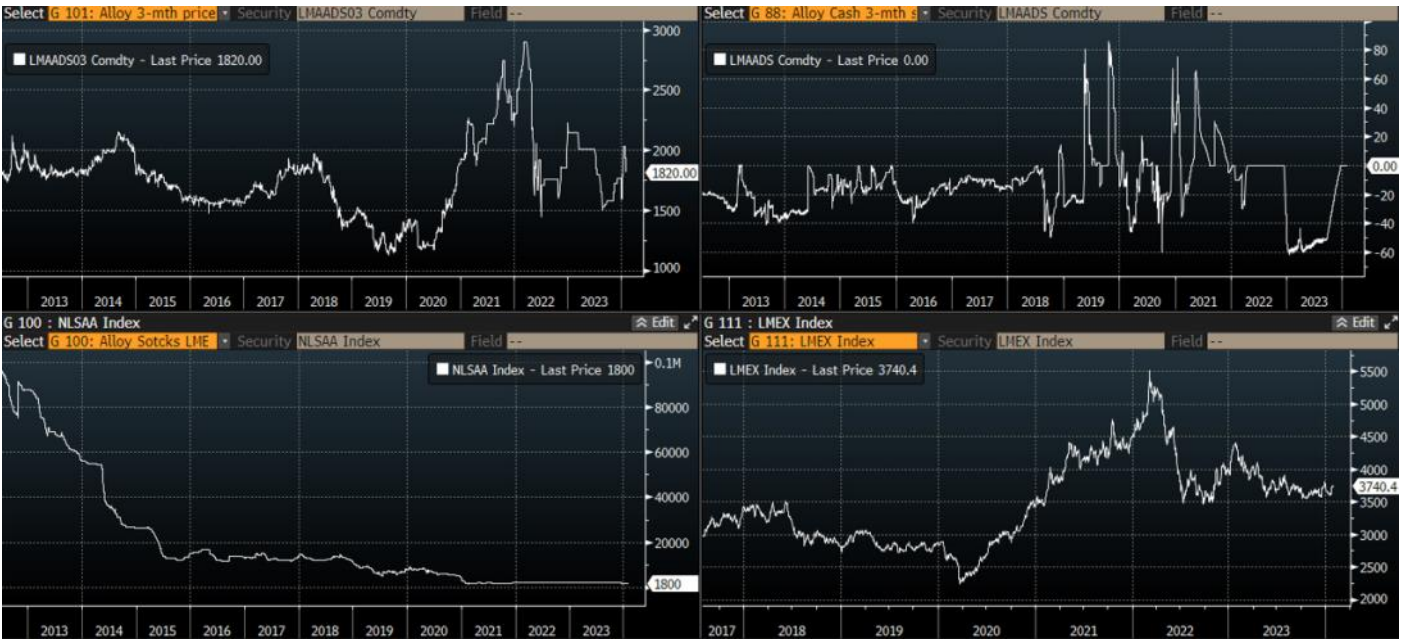 Select G 101: Alloy 3-mth price Security LMAADS03 Comdty Field --
LMAADS03 Comdty - Last Price 1820.00
3000
2500
2000
1820.00
1500
1000
2013 2014 2015 2016 2017 2018 2019 2020 2021 2022 2023
Select G 88: Alloy Cash 3-mth s Security LMAADS Comdty Field --
LMAADS Comdty - Last Price 0.00
80
60
40
20
0.00
-20
-40
-60
2013 2014 2015 2016 2017 2018 2019 2020 2021 2022 2023
G 100 : NLSAA Index Edit
Select G 100: Alloy Sotcks LME Security NLSAA Index Field --
NLSAA Index - Last Price 1800
0.1M
80000
60000
40000
20000
1800
2013 2014 2015 2016 2017 2018 2019 2020 2021 2022 2023
G 111 : LMEX Index Edit
Select G 111: LMEX Index Security LMEX Index Field --
LMEX Index - Last Price 3740.4
5500
5000
4500
4000
3740.4
3500
3000
2500
2000
2017 2018 2019 2020 2021 2022 2023